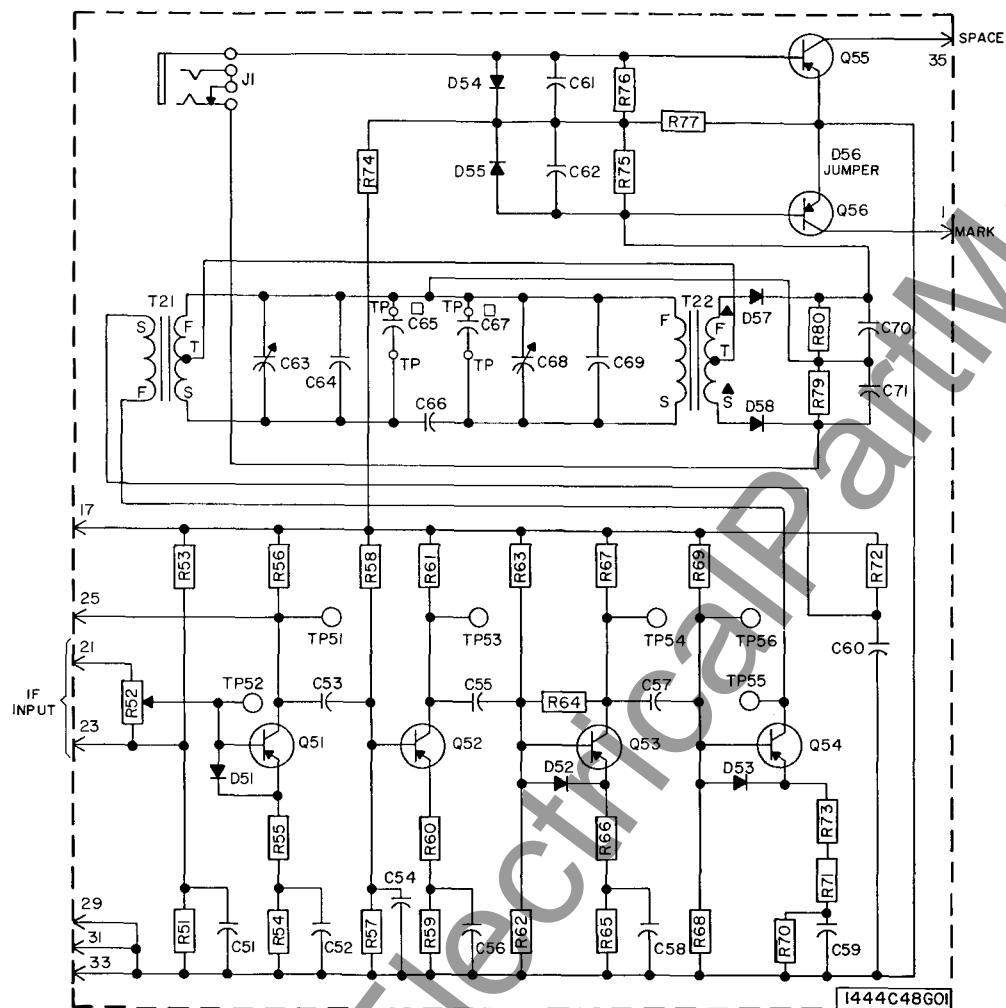 SPACE
35
Q55
J1
D54
C61
R76
R77
R74
D55
C62
R75
D56
JUMPER
Q56
1
MARK
T21
S
F
F
T
S
C63
C64
TP
C65
TP
TP
C67
TP
C68
C69
C66
F
S
T22
F
T
S
D57
D58
R80
R79
C70
C71
17
R53
R56
R58
R61
R63
R67
R69
R72
25
TP51
TP53
TP54
TP56
C60
IF
INPUT
21
R52
23
TP52
C53
C55
R64
C57
TP55
Q51
Q52
Q53
Q54
D51
D52
D53
R55
R60
R66
R73
R71
29
31
33
R51
C51
R54
C52
R57
C54
R59
C56
R62
R65
C58
R68
R70
C59
1444C48G01
ElectricalPartM